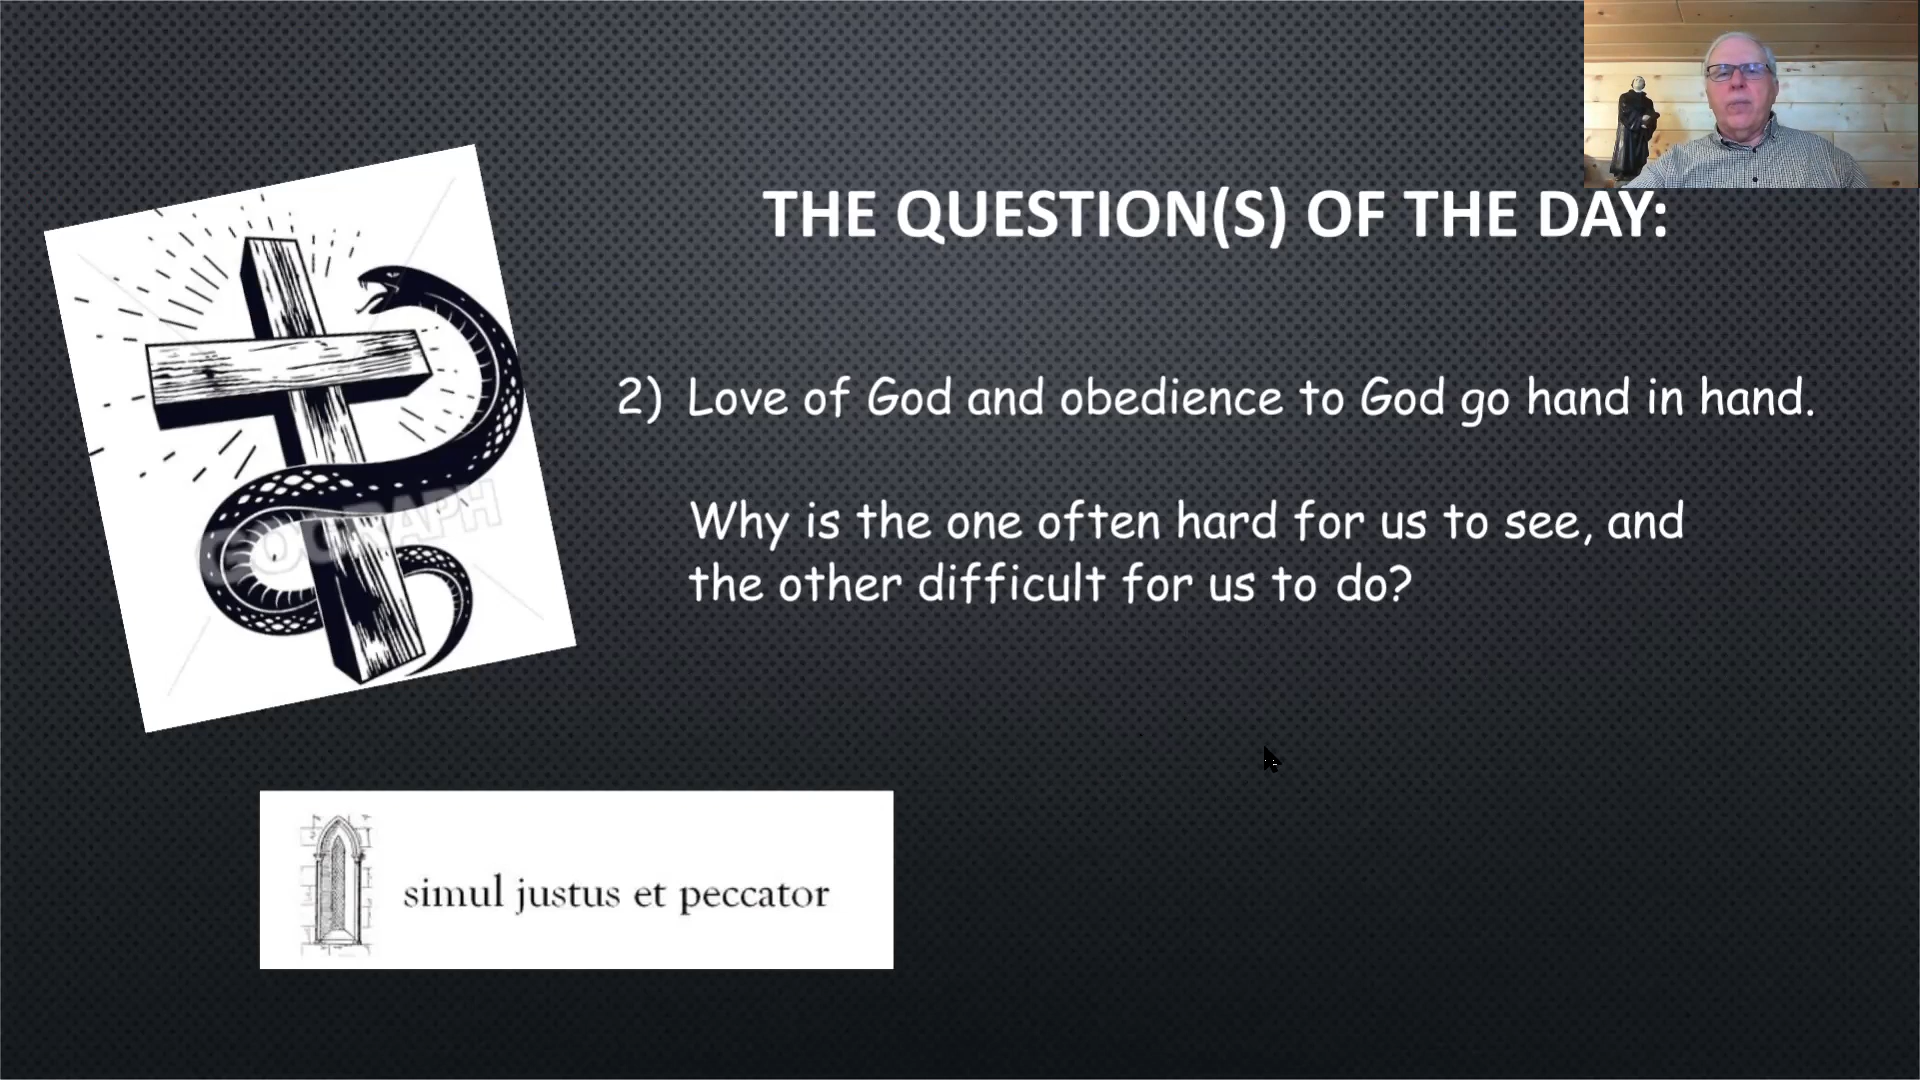 THE QUESTION(S) OF THE DAY:
2) Love of God and obedience to God go hand in hand.
Why is the one often hard for us to see, and
the other difficult for us to do?
simul justus et peccator